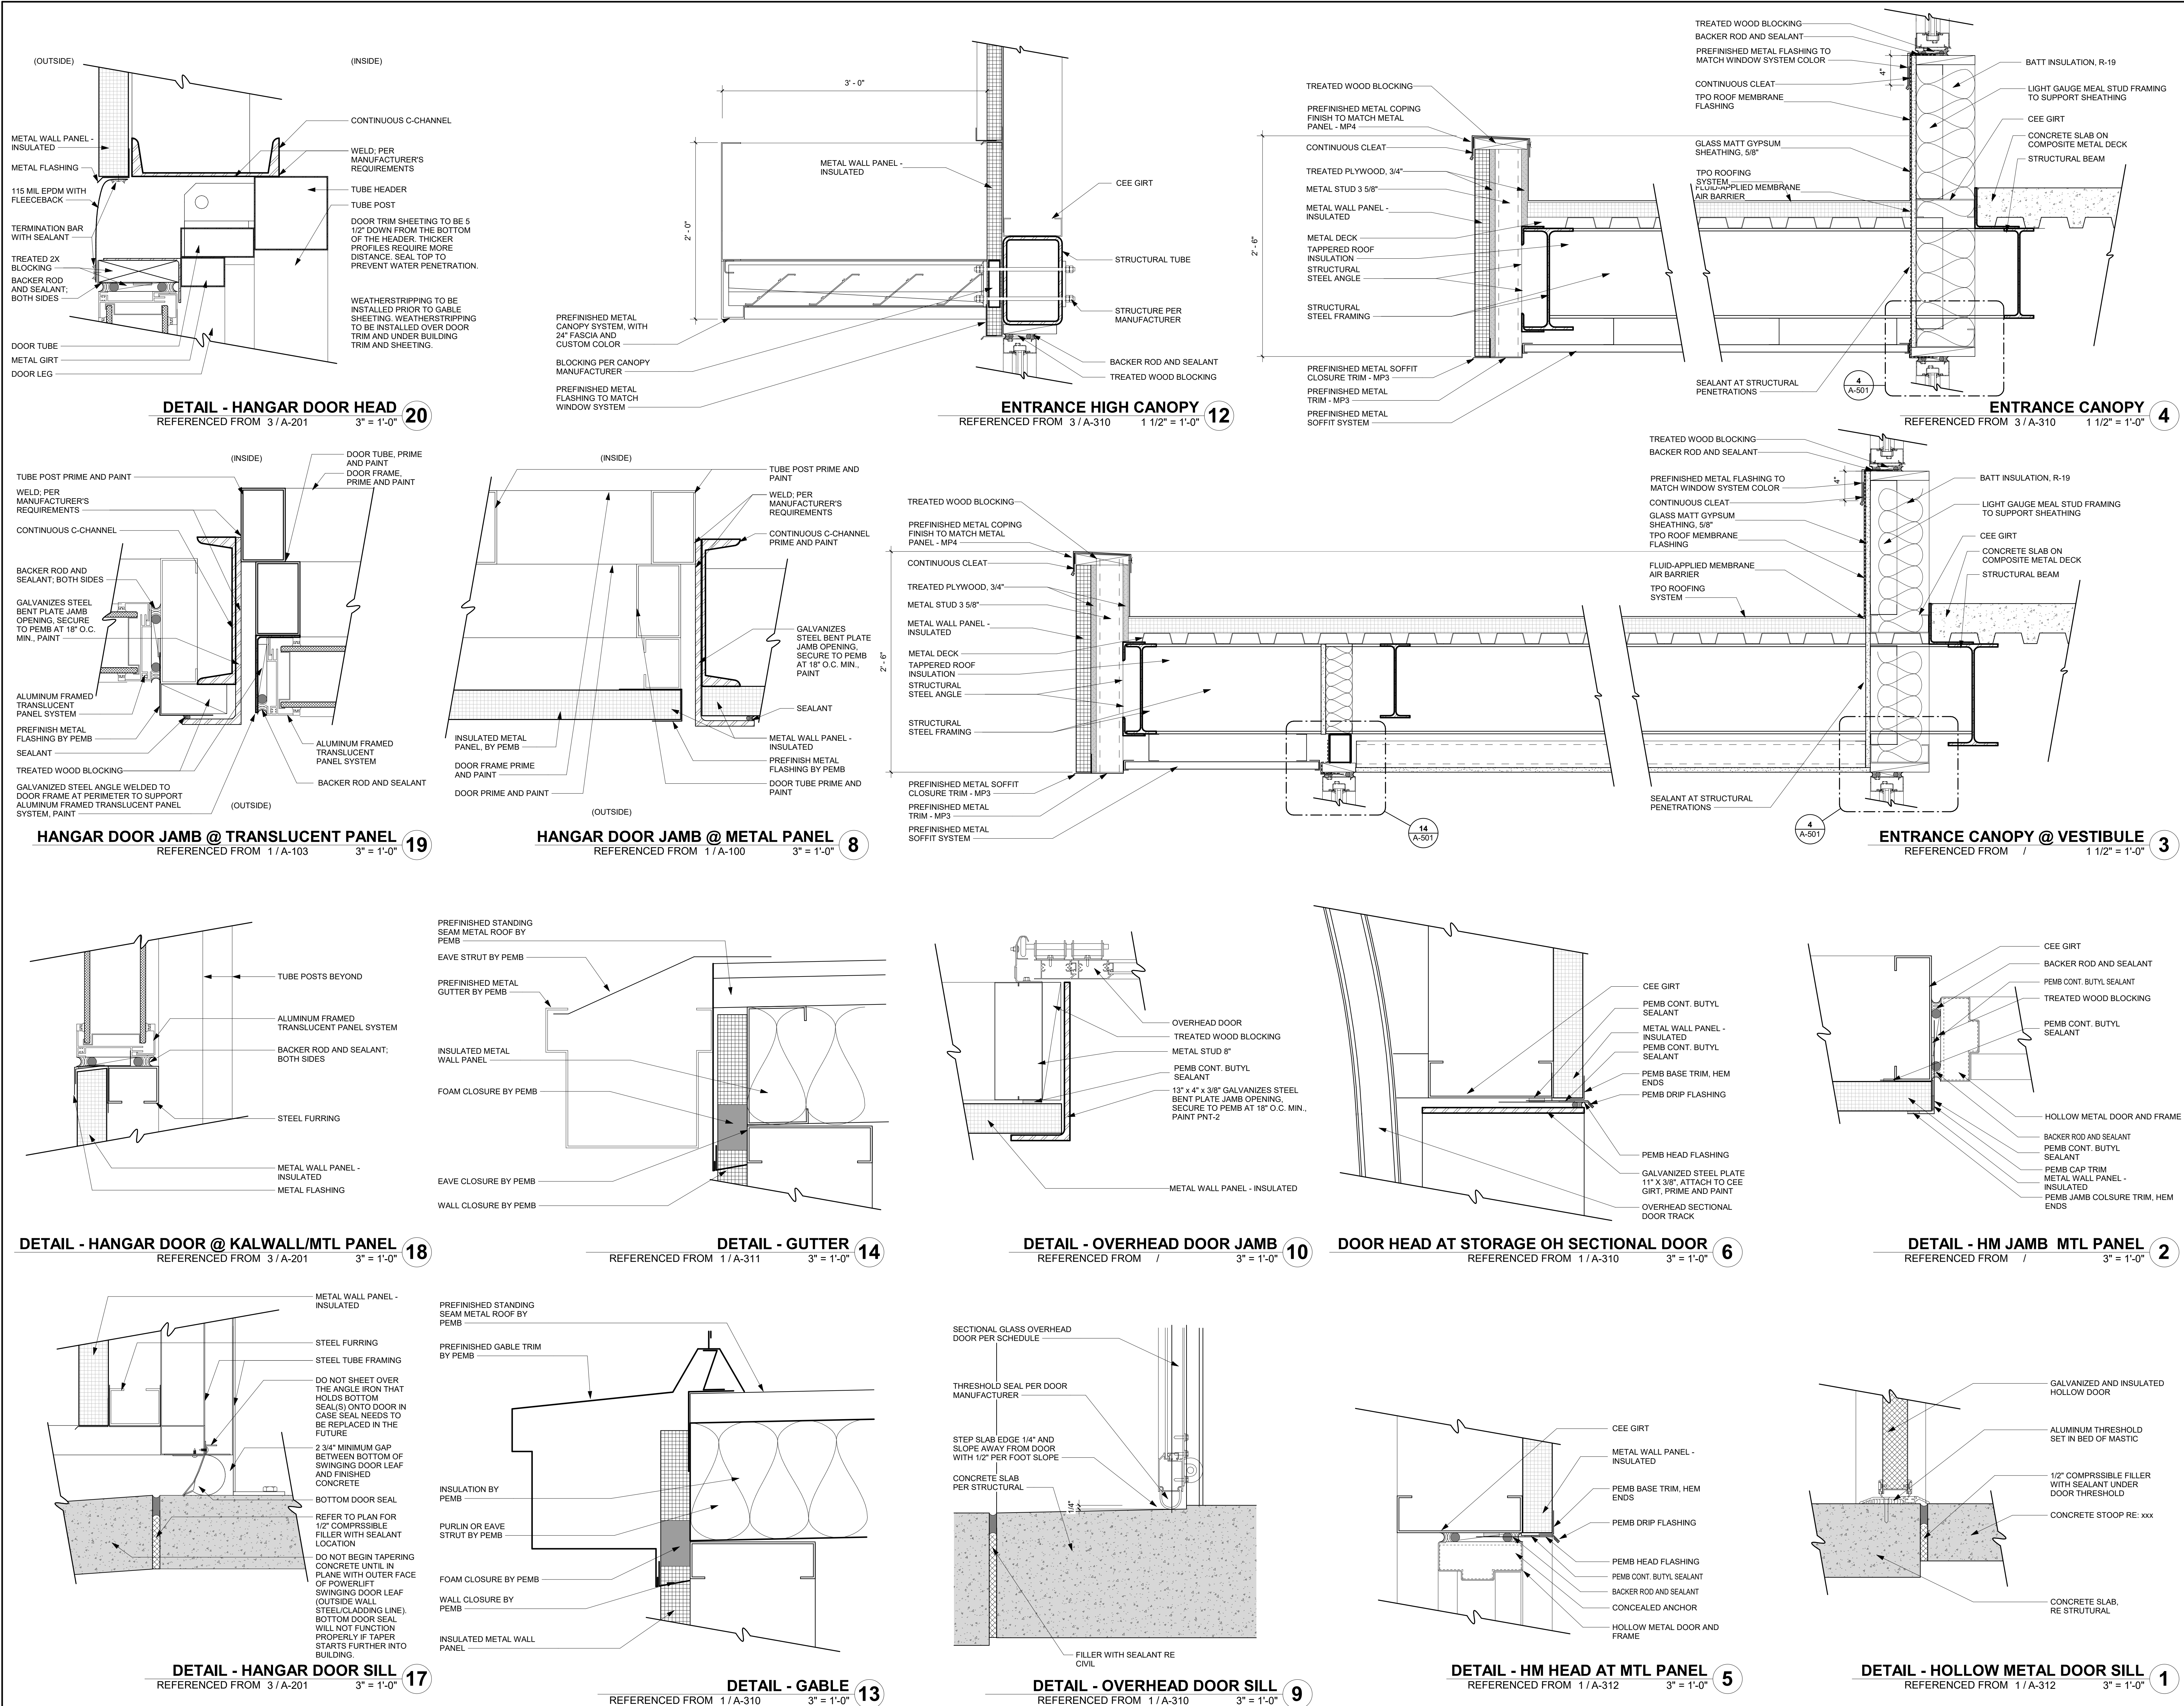 (OUTSIDE)
(INSIDE)
METAL WALL PANEL -
INSULATED
METAL FLASHING
115 MIL EPDM WITH
FLEECEBACK
TERMINATION BAR
WITH SEALANT
TREATED 2X
BLOCKING
BACKER ROD
AND SEALANT;
BOTH SIDES
DOOR TUBE
METAL GIRT
DOOR LEG
CONTINUOUS C-CHANNEL
WELD; PER
MANUFACTURER'S
REQUIREMENTS
TUBE HEADER
TUBE POST
DOOR TRIM SHEETING TO BE 5
1/2" DOWN FROM THE BOTTOM
OF THE HEADER. THICKER
PROFILES REQUIRE MORE
DISTANCE. SEAL TOP TO
PREVENT WATER PENETRATION.
WEATHERSTRIPPING TO BE
INSTALLED PRIOR TO GABLE
SHEETING. WEATHERSTRIPPING
TO BE INSTALLED OVER DOOR
TRIM AND UNDER BUILDING
TRIM AND SHEETING.
DETAIL - HANGAR DOOR HEAD 20
REFERENCED FROM 3 / A-201 3" = 1'-0"
3' - 0"
2' - 0"
METAL WALL PANEL -
INSULATED
CEE GIRT
STRUCTURAL TUBE
STRUCTURE PER
MANUFACTURER
BACKER ROD AND SEALANT
TREATED WOOD BLOCKING
PREFINISHED METAL
CANOPY SYSTEM, WITH
24" FASCIA AND
CUSTOM COLOR
BLOCKING PER CANOPY
MANUFACTURER
PREFINISHED METAL
FLASHING TO MATCH
WINDOW SYSTEM
ENTRANCE HIGH CANOPY 12
REFERENCED FROM 3 / A-310 1 1/2" = 1'-0"
TREATED WOOD BLOCKING
PREFINISHED METAL COPING
FINISH TO MATCH METAL
PANEL - MP4
CONTINUOUS CLEAT
TREATED PLYWOOD, 3/4"
METAL STUD 3 5/8"
METAL WALL PANEL -
INSULATED
METAL DECK
TAPPERED ROOF
INSULATION
STRUCTURAL
STEEL ANGLE
STRUCTURAL
STEEL FRAMING
PREFINISHED METAL SOFFIT
CLOSURE TRIM - MP3
PREFINISHED METAL
TRIM - MP3
PREFINISHED METAL
SOFFIT SYSTEM
2' - 6"
TREATED WOOD BLOCKING
BACKER ROD AND SEALANT
PREFINISHED METAL FLASHING TO
MATCH WINDOW SYSTEM COLOR
CONTINUOUS CLEAT
TPO ROOF MEMBRANE
FLASHING
GLASS MATT GYPSUM
SHEATHING, 5/8"
TPO ROOFING
SYSTEM
FLUID-APPLIED MEMBRANE
AIR BARRIER
4"
BATT INSULATION, R-19
LIGHT GAUGE MEAL STUD FRAMING
TO SUPPORT SHEATHING
CEE GIRT
CONCRETE SLAB ON
COMPOSITE METAL DECK
STRUCTURAL BEAM
SEALANT AT STRUCTURAL
PENETRATIONS
4
A-501
ENTRANCE CANOPY 4
REFERENCED FROM 3 / A-310 1 1/2" = 1'-0"
(INSIDE)
TUBE POST PRIME AND PAINT
WELD; PER
MANUFACTURER'S
REQUIREMENTS
CONTINUOUS C-CHANNEL
BACKER ROD AND
SEALANT; BOTH SIDES
GALVANIZES STEEL
BENT PLATE JAMB
OPENING, SECURE
TO PEMB AT 18" O.C.
MIN., PAINT
ALUMINUM FRAMED
TRANSLUCENT
PANEL SYSTEM
PREFINISH METAL
FLASHING BY PEMB
SEALANT
TREATED WOOD BLOCKING
GALVANIZED STEEL ANGLE WELDED TO
DOOR FRAME AT PERIMETER TO SUPPORT
ALUMINUM FRAMED TRANSLUCENT PANEL
SYSTEM, PAINT
DOOR TUBE, PRIME
AND PAINT
DOOR FRAME,
PRIME AND PAINT
ALUMINUM FRAMED
TRANSLUCENT
PANEL SYSTEM
BACKER ROD AND SEALANT
(OUTSIDE)
HANGAR DOOR JAMB @ TRANSLUCENT PANEL 19
REFERENCED FROM 1 / A-103 3" = 1'-0"
(INSIDE)
TUBE POST PRIME AND
PAINT
WELD; PER
MANUFACTURER'S
REQUIREMENTS
CONTINUOUS C-CHANNEL
PRIME AND PAINT
GALVANIZES
STEEL BENT PLATE
JAMB OPENING,
SECURE TO PEMB
AT 18" O.C. MIN.,
PAINT
SEALANT
METAL WALL PANEL -
INSULATED
PREFINISH METAL
FLASHING BY PEMB
DOOR TUBE PRIME AND
PAINT
INSULATED METAL
PANEL, BY PEMB
DOOR FRAME PRIME
AND PAINT
DOOR PRIME AND PAINT
(OUTSIDE)
HANGAR DOOR JAMB @ METAL PANEL 8
REFERENCED FROM 1 / A-100 3" = 1'-0"
TREATED WOOD BLOCKING
PREFINISHED METAL COPING
FINISH TO MATCH METAL
PANEL - MP4
CONTINUOUS CLEAT
TREATED PLYWOOD, 3/4"
METAL STUD 3 5/8"
METAL WALL PANEL -
INSULATED
METAL DECK
TAPPERED ROOF
INSULATION
STRUCTURAL
STEEL ANGLE
STRUCTURAL
STEEL FRAMING
PREFINISHED METAL SOFFIT
CLOSURE TRIM - MP3
PREFINISHED METAL
TRIM - MP3
PREFINISHED METAL
SOFFIT SYSTEM
2' - 6"
14
A-501
TREATED WOOD BLOCKING
BACKER ROD AND SEALANT
PREFINISHED METAL FLASHING TO
MATCH WINDOW SYSTEM COLOR
CONTINUOUS CLEAT
GLASS MATT GYPSUM
SHEATHING, 5/8"
TPO ROOF MEMBRANE
FLASHING
FLUID-APPLIED MEMBRANE
AIR BARRIER
TPO ROOFING
SYSTEM
4"
BATT INSULATION, R-19
LIGHT GAUGE MEAL STUD FRAMING
TO SUPPORT SHEATHING
CEE GIRT
CONCRETE SLAB ON
COMPOSITE METAL DECK
STRUCTURAL BEAM
SEALANT AT STRUCTURAL
PENETRATIONS
4
A-501
ENTRANCE CANOPY @ VESTIBULE 3
REFERENCED FROM / 1 1/2" = 1'-0"
TUBE POSTS BEYOND
ALUMINUM FRAMED
TRANSLUCENT PANEL SYSTEM
BACKER ROD AND SEALANT;
BOTH SIDES
STEEL FURRING
METAL WALL PANEL -
INSULATED
METAL FLASHING
DETAIL - HANGAR DOOR @ KALWALL/MTL PANEL 18
REFERENCED FROM 3 / A-201 3" = 1'-0"
PREFINISHED STANDING
SEAM METAL ROOF BY
PEMB
EAVE STRUT BY PEMB
PREFINISHED METAL
GUTTER BY PEMB
INSULATED METAL
WALL PANEL
FOAM CLOSURE BY PEMB
EAVE CLOSURE BY PEMB
WALL CLOSURE BY PEMB
DETAIL - GUTTER 14
REFERENCED FROM 1 / A-311 3" = 1'-0"
OVERHEAD DOOR
TREATED WOOD BLOCKING
METAL STUD 8"
PEMB CONT. BUTYL
SEALANT
13" x 4" x 3/8" GALVANIZES STEEL
BENT PLATE JAMB OPENING,
SECURE TO PEMB AT 18" O.C. MIN.,
PAINT PNT-2
METAL WALL PANEL - INSULATED
DETAIL - OVERHEAD DOOR JAMB 10
REFERENCED FROM / 3" = 1'-0"
CEE GIRT
PEMB CONT. BUTYL
SEALANT
METAL WALL PANEL -
INSULATED
PEMB CONT. BUTYL
SEALANT
PEMB BASE TRIM, HEM
ENDS
PEMB DRIP FLASHING
PEMB HEAD FLASHING
GALVANIZED STEEL PLATE
11" X 3/8", ATTACH TO CEE
GIRT, PRIME AND PAINT
OVERHEAD SECTIONAL
DOOR TRACK
DOOR HEAD AT STORAGE OH SECTIONAL DOOR 6
REFERENCED FROM 1 / A-310 3" = 1'-0"
CEE GIRT
BACKER ROD AND SEALANT
PEMB CONT. BUTYL SEALANT
TREATED WOOD BLOCKING
PEMB CONT. BUTYL
SEALANT
HOLLOW METAL DOOR AND FRAME
BACKER ROD AND SEALANT
PEMB CONT. BUTYL
SEALANT
PEMB CAP TRIM
METAL WALL PANEL -
INSULATED
PEMB JAMB COLSURE TRIM, HEM
ENDS
DETAIL - HM JAMB MTL PANEL 2
REFERENCED FROM / 3" = 1'-0"
METAL WALL PANEL -
INSULATED
STEEL FURRING
STEEL TUBE FRAMING
DO NOT SHEET OVER
THE ANGLE IRON THAT
HOLDS BOTTOM
SEAL(S) ONTO DOOR IN
CASE SEAL NEEDS TO
BE REPLACED IN THE
FUTURE
2 3/4" MINIMUM GAP
BETWEEN BOTTOM OF
SWINGING DOOR LEAF
AND FINISHED
CONCRETE
BOTTOM DOOR SEAL
REFER TO PLAN FOR
1/2" COMPRSSIBLE
FILLER WITH SEALANT
LOCATION
DO NOT BEGIN TAPERING
CONCRETE UNTIL IN
PLANE WITH OUTER FACE
OF POWERLIFT
SWINGING DOOR LEAF
(OUTSIDE WALL
STEEL/CLADDING LINE).
BOTTOM DOOR SEAL
WILL NOT FUNCTION
PROPERLY IF TAPER
STARTS FURTHER INTO
BUILDING.
DETAIL - HANGAR DOOR SILL 17
REFERENCED FROM 3 / A-201 3" = 1'-0"
PREFINISHED STANDING
SEAM METAL ROOF BY
PEMB
PREFINISHED GABLE TRIM
BY PEMB
INSULATION BY
PEMB
PURLIN OR EAVE
STRUT BY PEMB
FOAM CLOSURE BY PEMB
WALL CLOSURE BY
PEMB
INSULATED METAL WALL
PANEL
DETAIL - GABLE 13
REFERENCED FROM 1 / A-310 3" = 1'-0"
SECTIONAL GLASS OVERHEAD
DOOR PER SCHEDULE
THRESHOLD SEAL PER DOOR
MANUFACTURER
STEP SLAB EDGE 1/4" AND
SLOPE AWAY FROM DOOR
WITH 1/2" PER FOOT SLOPE
CONCRETE SLAB
PER STRUCTURAL
1/4"
FILLER WITH SEALANT RE
CIVIL
DETAIL - OVERHEAD DOOR SILL 9
REFERENCED FROM 1 / A-310 3" = 1'-0"
CEE GIRT
METAL WALL PANEL -
INSULATED
PEMB BASE TRIM, HEM
ENDS
PEMB DRIP FLASHING
PEMB HEAD FLASHING
PEMB CONT. BUTYL SEALANT
BACKER ROD AND SEALANT
CONCEALED ANCHOR
HOLLOW METAL DOOR AND
FRAME
DETAIL - HM HEAD AT MTL PANEL 5
REFERENCED FROM 1 / A-312 3" = 1'-0"
GALVANIZED AND INSULATED
HOLLOW DOOR
ALUMINUM THRESHOLD
SET IN BED OF MASTIC
1/2" COMPRSSIBLE FILLER
WITH SEALANT UNDER
DOOR THRESHOLD
CONCRETE STOOP RE: xxx
CONCRETE SLAB,
RE STRUTURAL
DETAIL - HOLLOW METAL DOOR SILL 1
REFERENCED FROM 1 / A-312 3" = 1'-0"